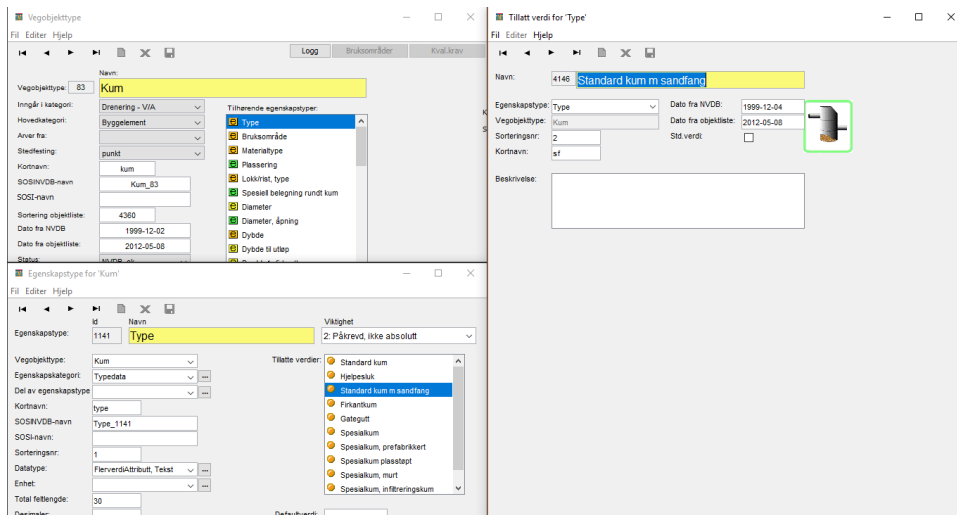 Vegobjekttype
Fil Editer Hjelp
Logg Bruksområder Kval.krav
Navn:
Vegobjekttype: 83 Kum
Inngår i kategori: Drenering - V/A
Hovedkategori: Byggelement
Arver fra:
Stedfesting: punkt
Kortnavn: kum
SOSINVDB-navn Kum_83
SOSI-navn
Sortering objektliste: 4360
Dato fra NVDB 1999-12-02
Dato fra objektliste: 2012-05-08
Status:
Tilhørende egenskapstyper:
Type
Bruksområde
Materialtype
Plassering
Lokk/rist, type
Spesiell belegning rundt kum
Diameter
Diameter, åpning
Dybde
Dybde til utløp
Egenskapstype for 'Kum'
Fil Editer Hjelp
Id Navn Viktighet
Egenskapstype: 1141 Type 2: Påkrevd, ikke absolutt
Vegobjekttype: Kum
Egenskapskategori: Typedata
Del av egenskapstype
Kortnavn: type
SOSINVDB-navn Type_1141
SOSI-navn:
Sorteringsnr: 1
Datatype: FlerverdiAttributt, Tekst
Enhet:
Total feltlengde: 30
Desimaler:
Tillatte verdier:
Standard kum
Hjelpesluk
Standard kum m sandfang
Firkantkum
Gategutt
Spesialkum
Spesialkum, prefabrikkert
Spesialkum plasstøpt
Spesialkum, murt
Spesialkum, infiltreringskum
Defaultverdi:
Tillatt verdi for 'Type'
Fil Editer Hjelp
Navn: 4146 Standard kum m sandfang
Egenskapstype: Type Dato fra NVDB: 1999-12-04
Vegobjekttype: Kum Dato fra objektliste: 2012-05-08
Sorteringsnr: 2 Std.verdi:
Kortnavn: sf
Beskrivelse: